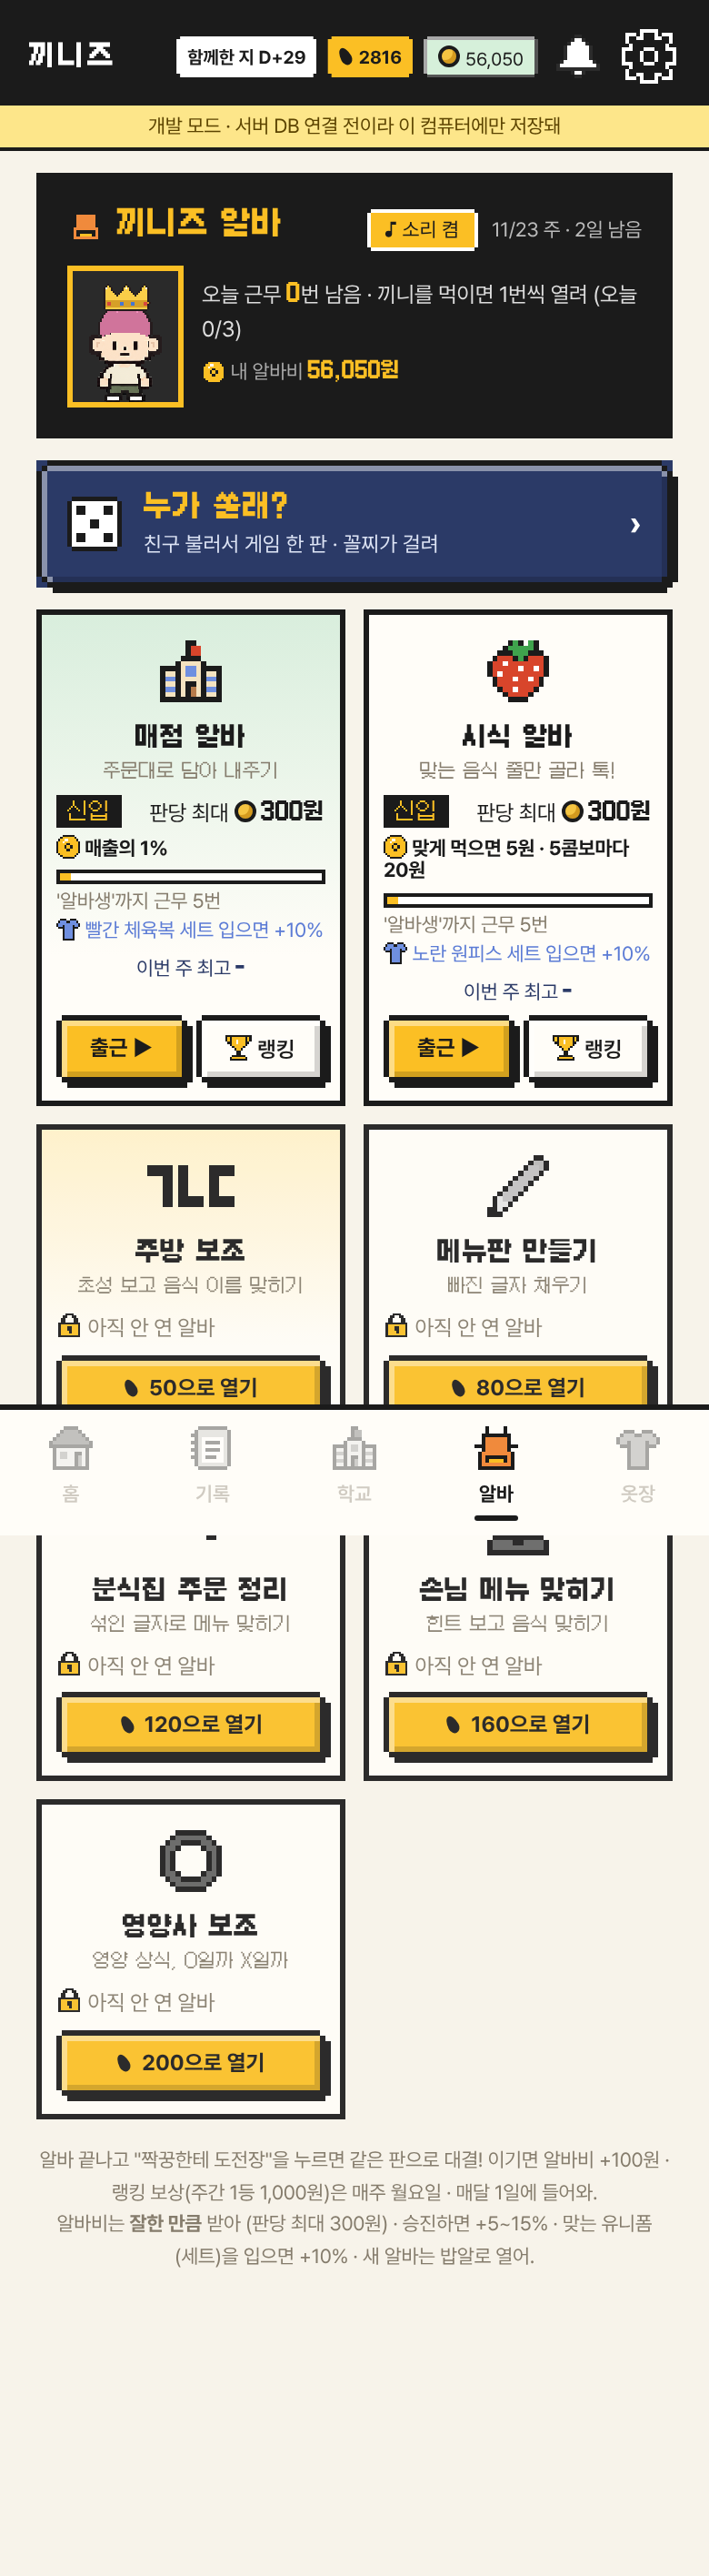 끼니즈
함께한 지 D+29
2816
56,050
개발 모드 · 서버 DB 연결 전이라 이 컴퓨터에만 저장돼
끼니즈 알바
♪ 소리 켬
11/23 주 · 2일 남음
오늘 근무 0번 남음 · 끼니를 먹이면 1번씩 열려 (오늘
0/3)
내 알바비 56,050원
누가 쏠래?
친구 불러서 게임 한 판 · 꼴찌가 걸려
›
매점 알바
주문대로 담아 내주기
신입
판당 최대 300원
매출의 1%
'알바생'까지 근무 5번
빨간 체육복 세트 입으면 +10%
이번 주 최고 -
출근 ▶
랭킹
시식 알바
맞는 음식 줄만 골라 톡!
신입
판당 최대 300원
맞게 먹으면 5원 · 5콤보마다
20원
'알바생'까지 근무 5번
노란 원피스 세트 입으면 +10%
이번 주 최고 -
출근 ▶
랭킹
ㄱㄴㄷ
주방 보조
초성 보고 음식 이름 맞히기
아직 안 연 알바
50으로 열기
메뉴판 만들기
빠진 글자 채우기
아직 안 연 알바
80으로 열기
홈
기록
학교
알바
옷장
분식집 주문 정리
섞인 글자로 메뉴 맞히기
아직 안 연 알바
120으로 열기
손님 메뉴 맞히기
힌트 보고 음식 맞히기
아직 안 연 알바
160으로 열기
영양사 보조
영양 상식, O일까 X일까
아직 안 연 알바
200으로 열기
알바 끝나고 "짝꿍한테 도전장"을 누르면 같은 판으로 대결! 이기면 알바비 +100원 ·
랭킹 보상(주간 1등 1,000원)은 매주 월요일 · 매달 1일에 들어와.
알바비는 잘한 만큼 받아 (판당 최대 300원) · 승진하면 +5~15% · 맞는 유니폼
(세트)을 입으면 +10% · 새 알바는 밥알로 열어.